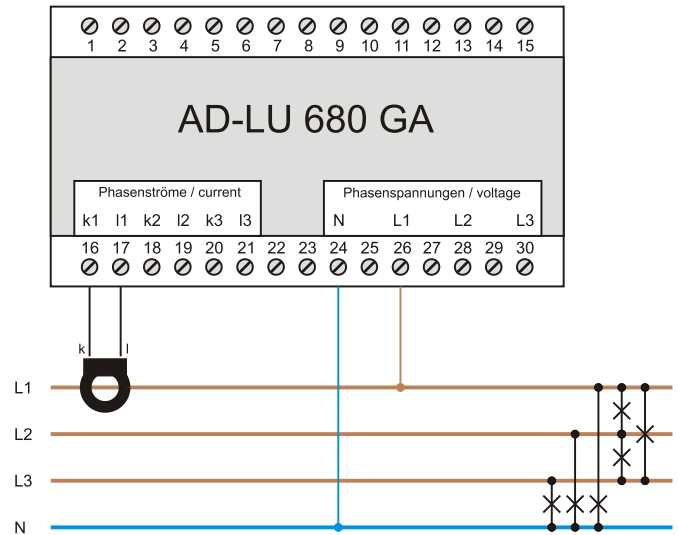 1 2 3 4 5 6 7 8 9 10 11 12 13 14 15
AD-LU 680 GA
Phasenströme / current
Phasenspannungen / voltage
k1 l1 k2 l2 k3 l3
N L1 L2 L3
16 17 18 19 20 21 22 23 24 25 26 27 28 29 30
k l
L1
L2
L3
N